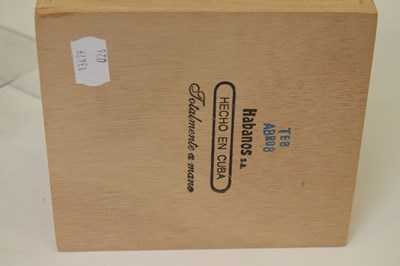 TEB
ABR08
Habanos s.a.
HECHO EN CUBA
Totalmente a mano